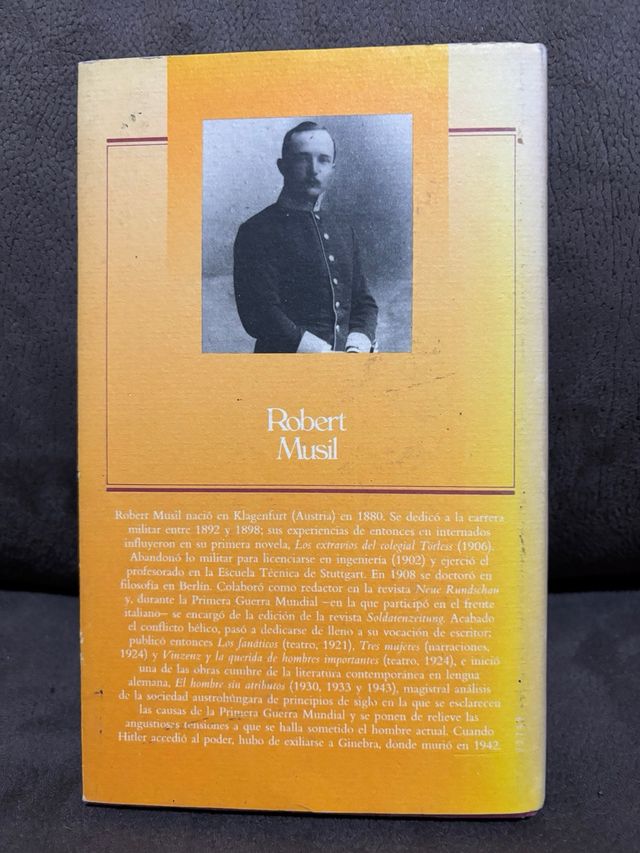 Robert
Musil
Robert Musil nació en Klagenfurt (Austria) en 1880. Se dedicó a la carrera
militar entre 1892 y 1898; sus experiencias de entonces en internados
influyeron en su primera novela, Los extravíos del colegial Törless (1906).
Abandonó lo militar para licenciarse en ingeniería (1902) y ejerció el
profesorado en la Escuela Técnica de Stuttgart. En 1908 se doctoró en
filosofía en Berlín. Colaboró como redactor en la revista Neue Rundschau
y, durante la Primera Guerra Mundial –en la que participó en el frente
italiano– se encargó de la edición de la revista Soldatenzeitung. Acabado
el conflicto bélico, pasó a dedicarse de lleno a su vocación de escritor;
publicó entonces Los fanáticos (teatro, 1921), Tres mujeres (narraciones,
1924) y Vinzenz y la querida de hombres importantes (teatro, 1924), e inició
una de las obras cumbre de la literatura contemporánea en lengua
alemana, El hombre sin atributos (1930, 1933 y 1943), magistral análisis
de la sociedad austrohúngara de principios de siglo en la que se esclarecen
las causas de la Primera Guerra Mundial y se ponen de relieve las
angustiosas tensiones a que se halla sometido el hombre actual. Cuando
Hitler accedió al poder, hubo de exiliarse a Ginebra, donde murió en 1942.